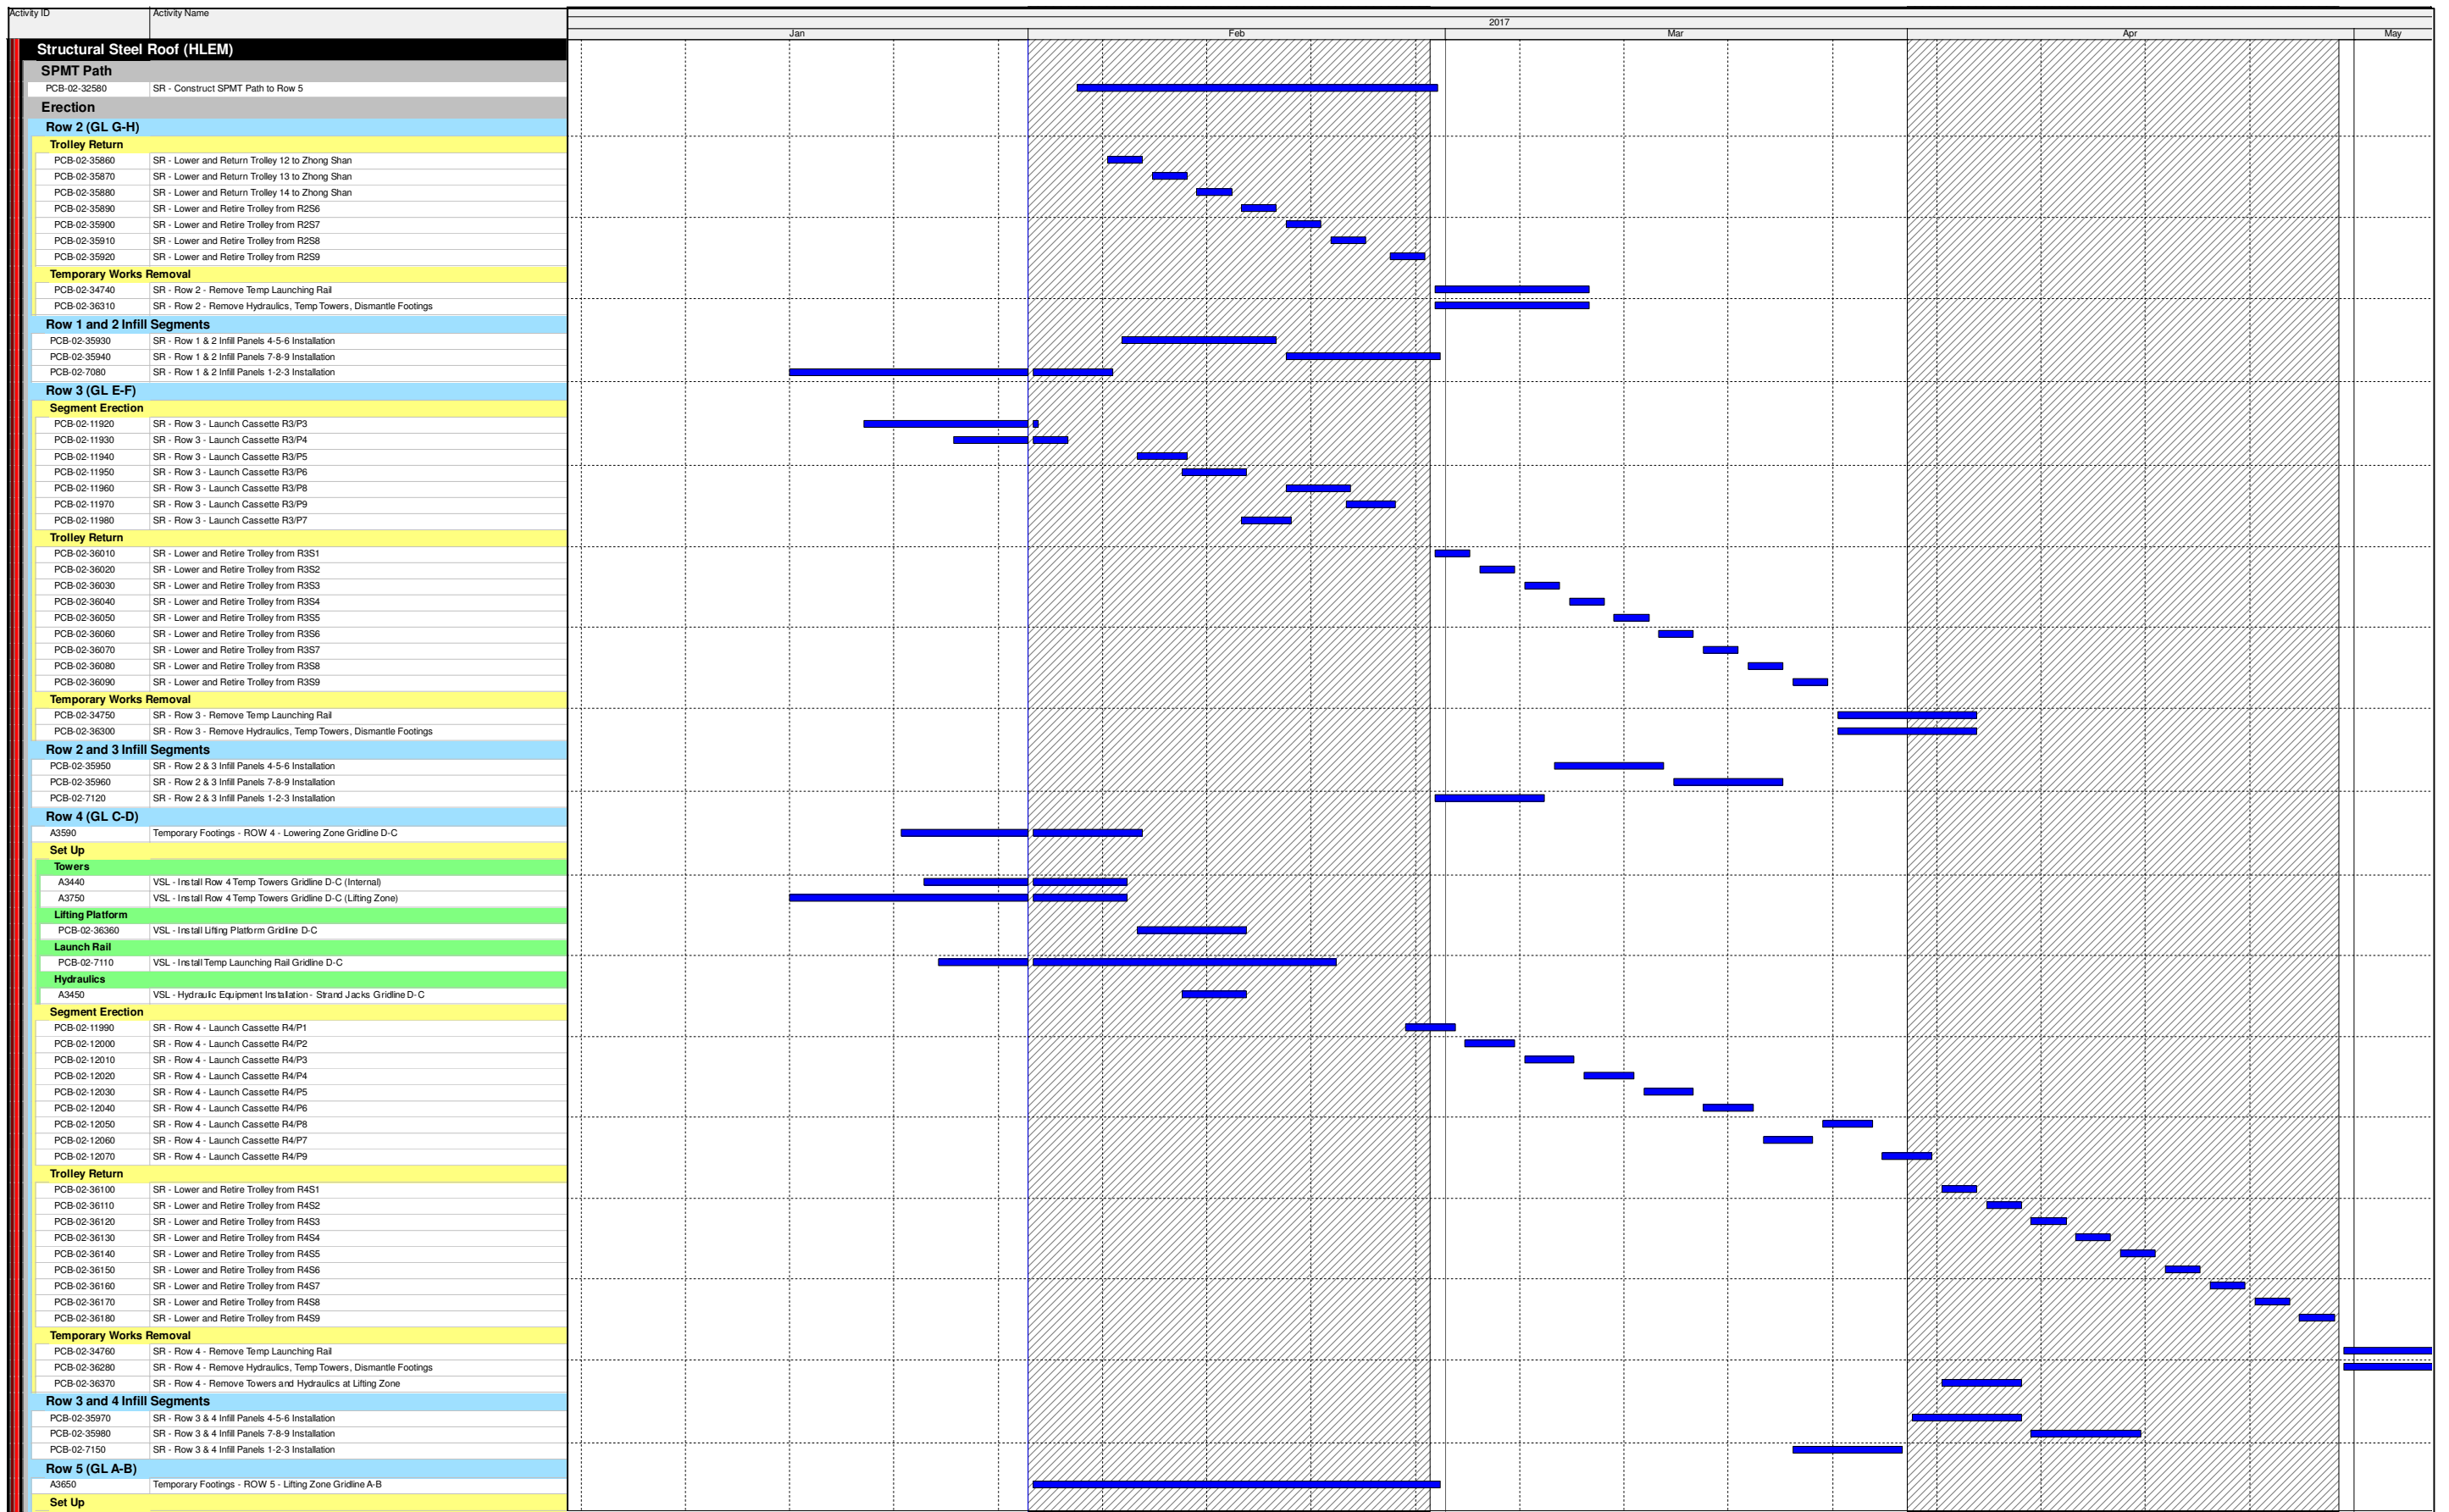 Activity ID Activity Name
2017
Jan Feb Mar Apr May
Structural Steel Roof (HLEM)
SPMT Path
PCB-02-32580 SR - Construct SPMT Path to Row 5
Erection
Row 2 (GL G-H)
Trolley Return
PCB-02-35860 SR - Lower and Return Trolley 12 to Zhong Shan
PCB-02-35870 SR - Lower and Return Trolley 13 to Zhong Shan
PCB-02-35880 SR - Lower and Return Trolley 14 to Zhong Shan
PCB-02-35890 SR - Lower and Retire Trolley from R2S6
PCB-02-35900 SR - Lower and Retire Trolley from R2S7
PCB-02-35910 SR - Lower and Retire Trolley from R2S8
PCB-02-35920 SR - Lower and Retire Trolley from R2S9
Temporary Works Removal
PCB-02-34740 SR - Row 2 - Remove Temp Launching Rail
PCB-02-36310 SR - Row 2 - Remove Hydraulics, Temp Towers, Dismantle Footings
Row 1 and 2 Infill Segments
PCB-02-35930 SR - Row 1 & 2 Infill Panels 4-5-6 Installation
PCB-02-35940 SR - Row 1 & 2 Infill Panels 7-8-9 Installation
PCB-02-7080 SR - Row 1 & 2 Infill Panels 1-2-3 Installation
Row 3 (GL E-F)
Segment Erection
PCB-02-11920 SR - Row 3 - Launch Cassette R3/P3
PCB-02-11930 SR - Row 3 - Launch Cassette R3/P4
PCB-02-11940 SR - Row 3 - Launch Cassette R3/P5
PCB-02-11950 SR - Row 3 - Launch Cassette R3/P6
PCB-02-11960 SR - Row 3 - Launch Cassette R3/P8
PCB-02-11970 SR - Row 3 - Launch Cassette R3/P9
PCB-02-11980 SR - Row 3 - Launch Cassette R3/P7
Trolley Return
PCB-02-36010 SR - Lower and Retire Trolley from R3S1
PCB-02-36020 SR - Lower and Retire Trolley from R3S2
PCB-02-36030 SR - Lower and Retire Trolley from R3S3
PCB-02-36040 SR - Lower and Retire Trolley from R3S4
PCB-02-36050 SR - Lower and Retire Trolley from R3S5
PCB-02-36060 SR - Lower and Retire Trolley from R3S6
PCB-02-36070 SR - Lower and Retire Trolley from R3S7
PCB-02-36080 SR - Lower and Retire Trolley from R3S8
PCB-02-36090 SR - Lower and Retire Trolley from R3S9
Temporary Works Removal
PCB-02-34750 SR - Row 3 - Remove Temp Launching Rail
PCB-02-36300 SR - Row 3 - Remove Hydraulics, Temp Towers, Dismantle Footings
Row 2 and 3 Infill Segments
PCB-02-35950 SR - Row 2 & 3 Infill Panels 4-5-6 Installation
PCB-02-35960 SR - Row 2 & 3 Infill Panels 7-8-9 Installation
PCB-02-7120 SR - Row 2 & 3 Infill Panels 1-2-3 Installation
Row 4 (GL C-D)
A3590 Temporary Footings - ROW 4 - Lowering Zone Gridline D-C
Set Up
Towers
A3440 VSL - Install Row 4 Temp Towers Gridline D-C (Internal)
A3750 VSL - Install Row 4 Temp Towers Gridline D-C (Lifting Zone)
Lifting Platform
PCB-02-36360 VSL - Install Lifting Platform Gridline D-C
Launch Rail
PCB-02-7110 VSL - Install Temp Launching Rail Gridline D-C
Hydraulics
A3450 VSL - Hydraulic Equipment Installation - Strand Jacks Gridline D-C
Segment Erection
PCB-02-11990 SR - Row 4 - Launch Cassette R4/P1
PCB-02-12000 SR - Row 4 - Launch Cassette R4/P2
PCB-02-12010 SR - Row 4 - Launch Cassette R4/P3
PCB-02-12020 SR - Row 4 - Launch Cassette R4/P4
PCB-02-12030 SR - Row 4 - Launch Cassette R4/P5
PCB-02-12040 SR - Row 4 - Launch Cassette R4/P6
PCB-02-12050 SR - Row 4 - Launch Cassette R4/P8
PCB-02-12060 SR - Row 4 - Launch Cassette R4/P7
PCB-02-12070 SR - Row 4 - Launch Cassette R4/P9
Trolley Return
PCB-02-36100 SR - Lower and Retire Trolley from R4S1
PCB-02-36110 SR - Lower and Retire Trolley from R4S2
PCB-02-36120 SR - Lower and Retire Trolley from R4S3
PCB-02-36130 SR - Lower and Retire Trolley from R4S4
PCB-02-36140 SR - Lower and Retire Trolley from R4S5
PCB-02-36150 SR - Lower and Retire Trolley from R4S6
PCB-02-36160 SR - Lower and Retire Trolley from R4S7
PCB-02-36170 SR - Lower and Retire Trolley from R4S8
PCB-02-36180 SR - Lower and Retire Trolley from R4S9
Temporary Works Removal
PCB-02-34760 SR - Row 4 - Remove Temp Launching Rail
PCB-02-36280 SR - Row 4 - Remove Hydraulics, Temp Towers, Dismantle Footings
PCB-02-36370 SR - Row 4 - Remove Towers and Hydraulics at Lifting Zone
Row 3 and 4 Infill Segments
PCB-02-35970 SR - Row 3 & 4 Infill Panels 4-5-6 Installation
PCB-02-35980 SR - Row 3 & 4 Infill Panels 7-8-9 Installation
PCB-02-7150 SR - Row 3 & 4 Infill Panels 1-2-3 Installation
Row 5 (GL A-B)
A3650 Temporary Footings - ROW 5 - Lifting Zone Gridline A-B
Set Up